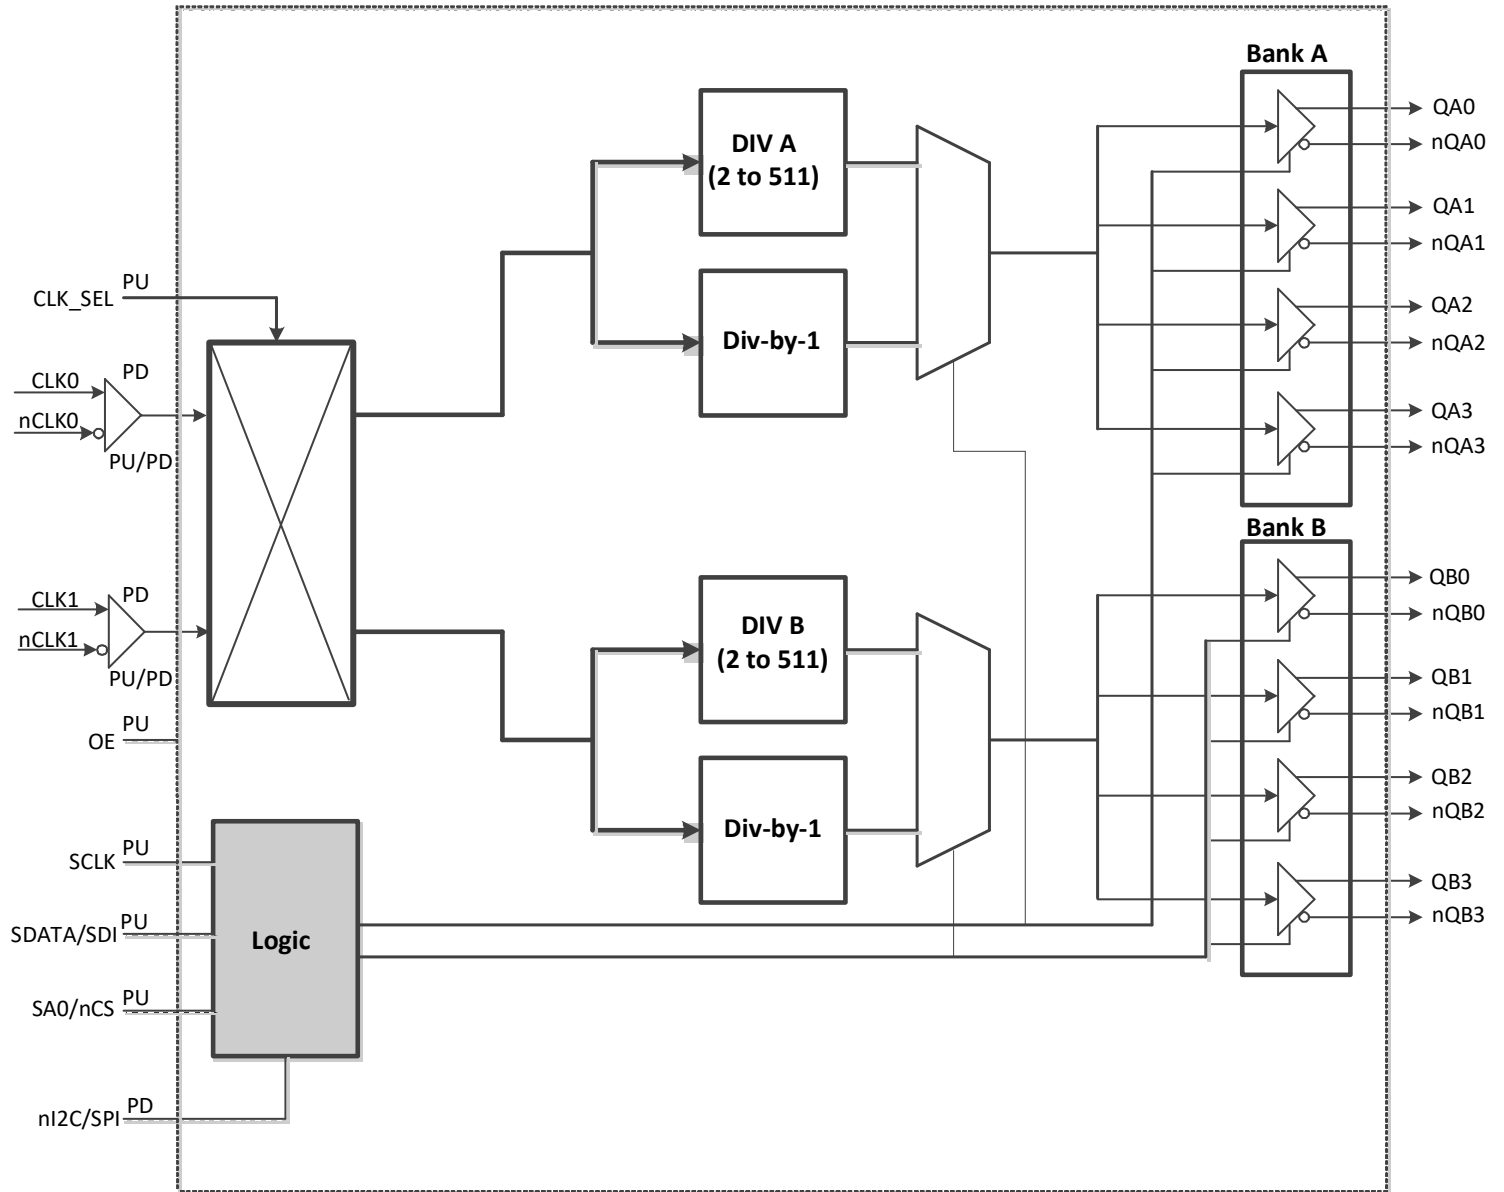 Bank A
QA0
nQA0
QA1
nQA1
QA2
nQA2
QA3
nQA3
DIV A
(2 to 511)
Div-by-1
CLK_SEL
PU
CLK0
PD
nCLK0
PU/PD
CLK1
PD
nCLK1
PU/PD
OE
PU
Bank B
QB0
nQB0
QB1
nQB1
QB2
nQB2
QB3
nQB3
DIV B
(2 to 511)
Div-by-1
SCLK
PU
SDATA/SDI
PU
Logic
SA0/nCS
PU
nI2C/SPI
PD